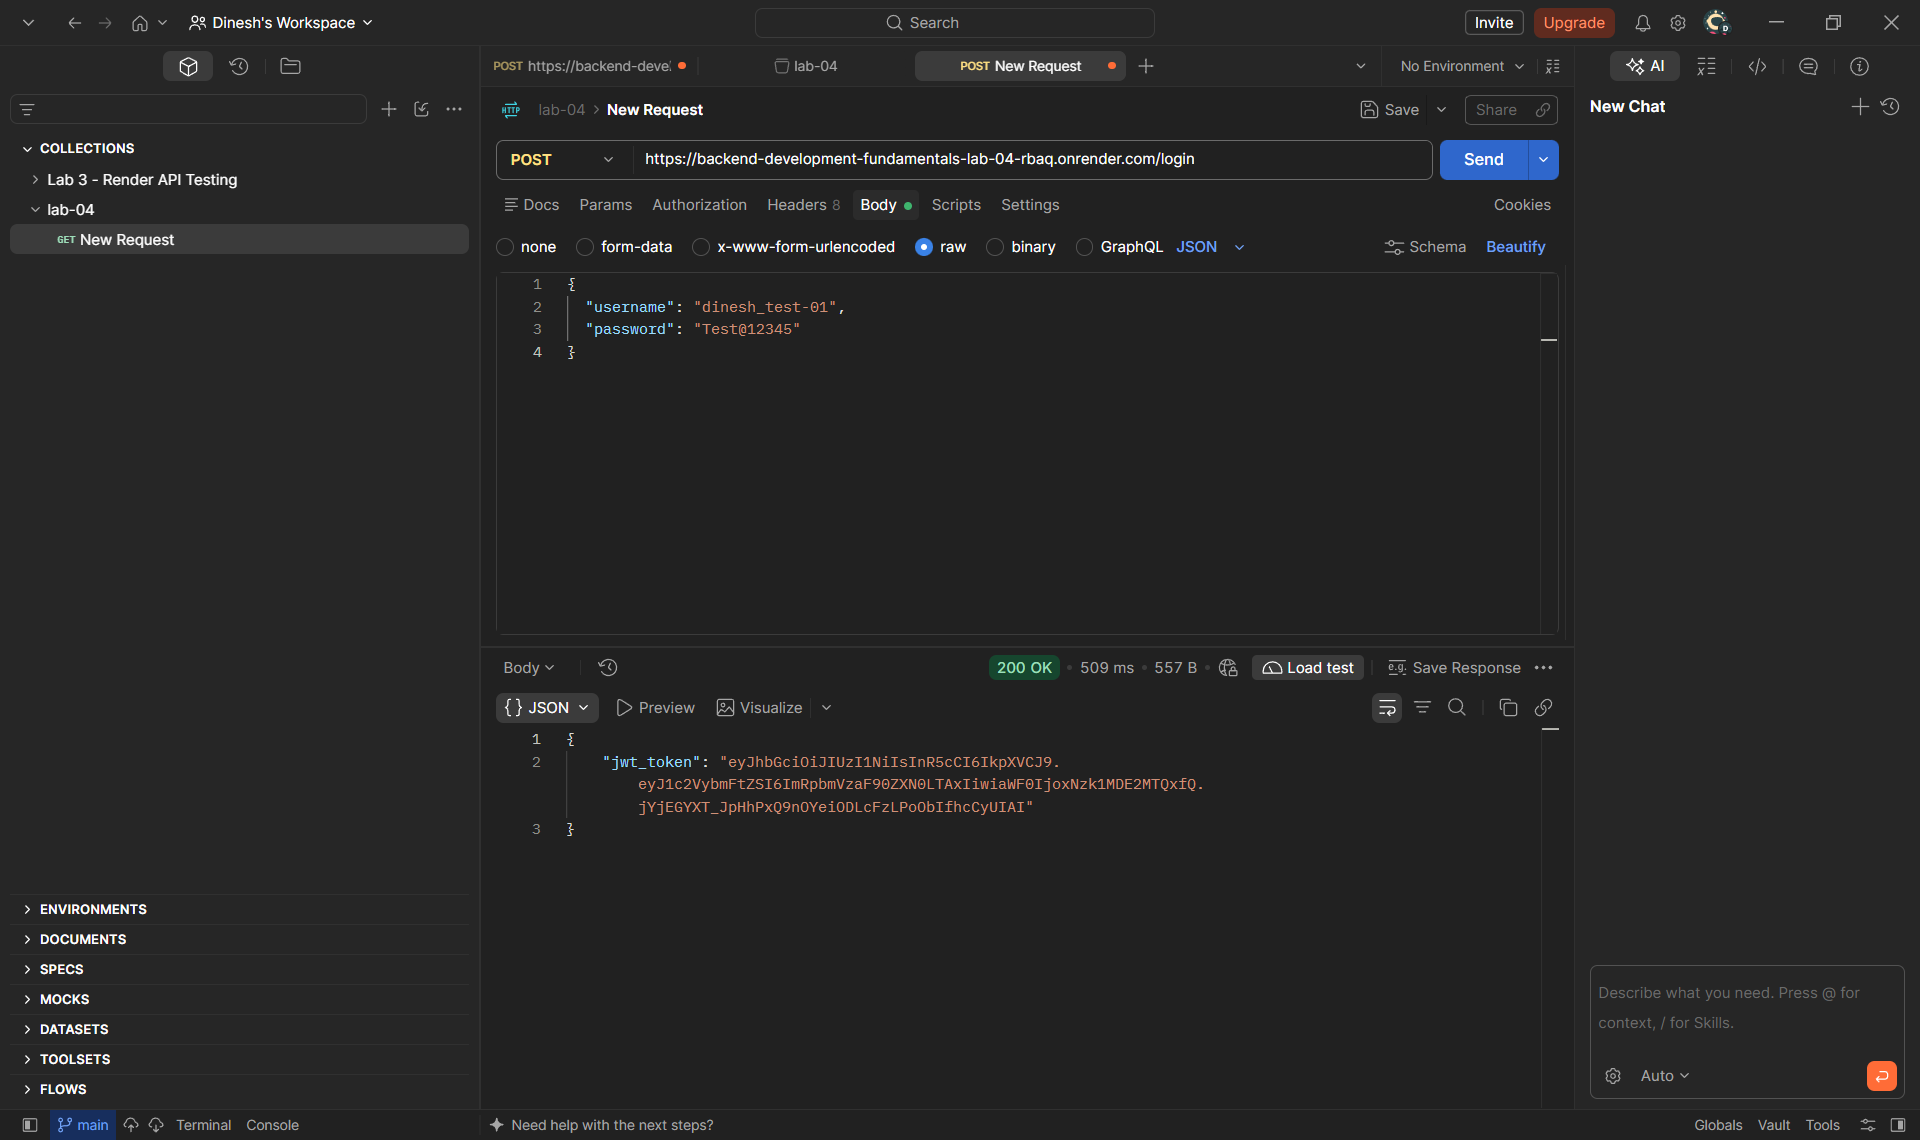 Dinesh's Workspace
Search
Invite
Upgrade
COLLECTIONS
Lab 3 - Render API Testing
lab-04
GET New Request
ENVIRONMENTS
DOCUMENTS
SPECS
MOCKS
DATASETS
TOOLSETS
FLOWS
POST https://backend-deve
lab-04
POST New Request
No Environment
HTTP lab-04 > New Request
Save
Share
POST
https://backend-development-fundamentals-lab-04-rbaq.onrender.com/login
Send
Docs Params Authorization Headers 8 Body Scripts Settings Cookies
none form-data x-www-form-urlencoded raw binary GraphQL JSON Schema Beautify
1 {
2 "username": "dinesh_test-01",
3 "password": "Test@12345"
4 }
Body 200 OK 509 ms 557 B Load test e.g. Save Response
{} JSON Preview Visualize
1 {
2 "jwt_token": "eyJhbGciOiJIUzI1NiIsInR5cCI6IkpXVCJ9.
eyJ1c2VybmFtZSI6ImRpbmVzaF90ZXN0LTAxIiwiaWF0IjoxNzk1MDE2MTQxfQ.
jYjEGYXT_JpHhPxQ9nOYeiODLcFzLPoObIfhcCyUIAI"
3 }
AI
New Chat
Describe what you need. Press @ for
context, / for Skills.
Auto
main Terminal Console
Need help with the next steps?
Globals Vault Tools